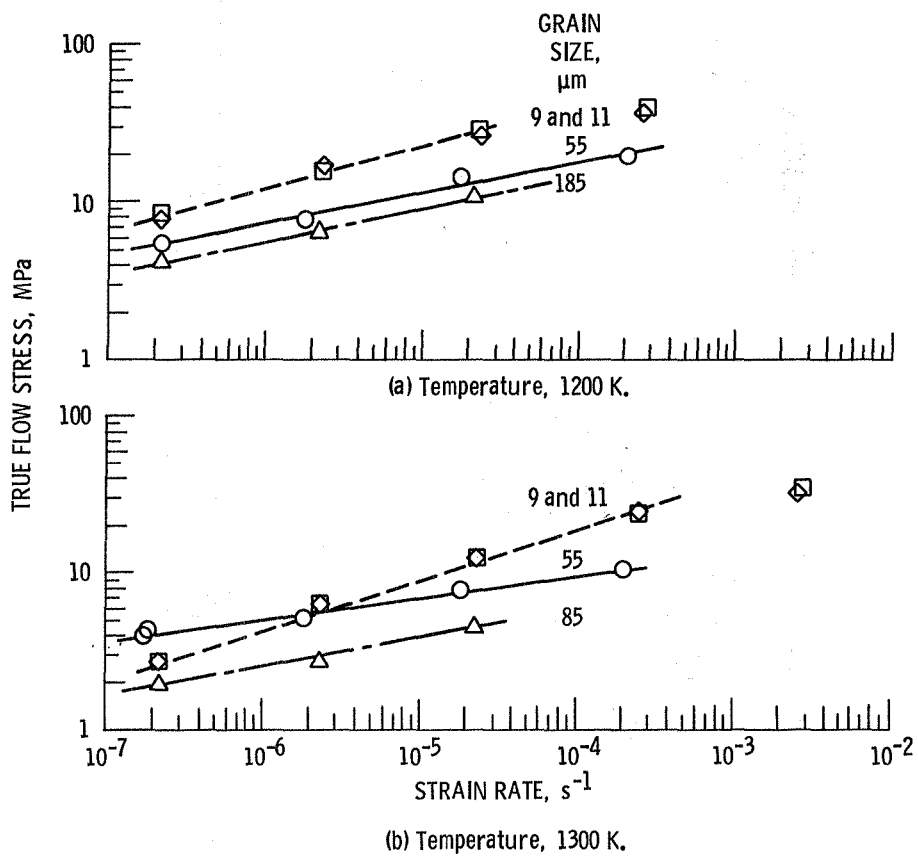 GRAIN
SIZE,
μm
100
9 and 11
55
185
10
1
(a) Temperature, 1200 K.
TRUE FLOW STRESS, MPa
100
9 and 11
55
10
85
1
10⁻⁷ 10⁻⁶ 10⁻⁵ 10⁻⁴ 10⁻³ 10⁻²
STRAIN RATE, s⁻¹
(b) Temperature, 1300 K.